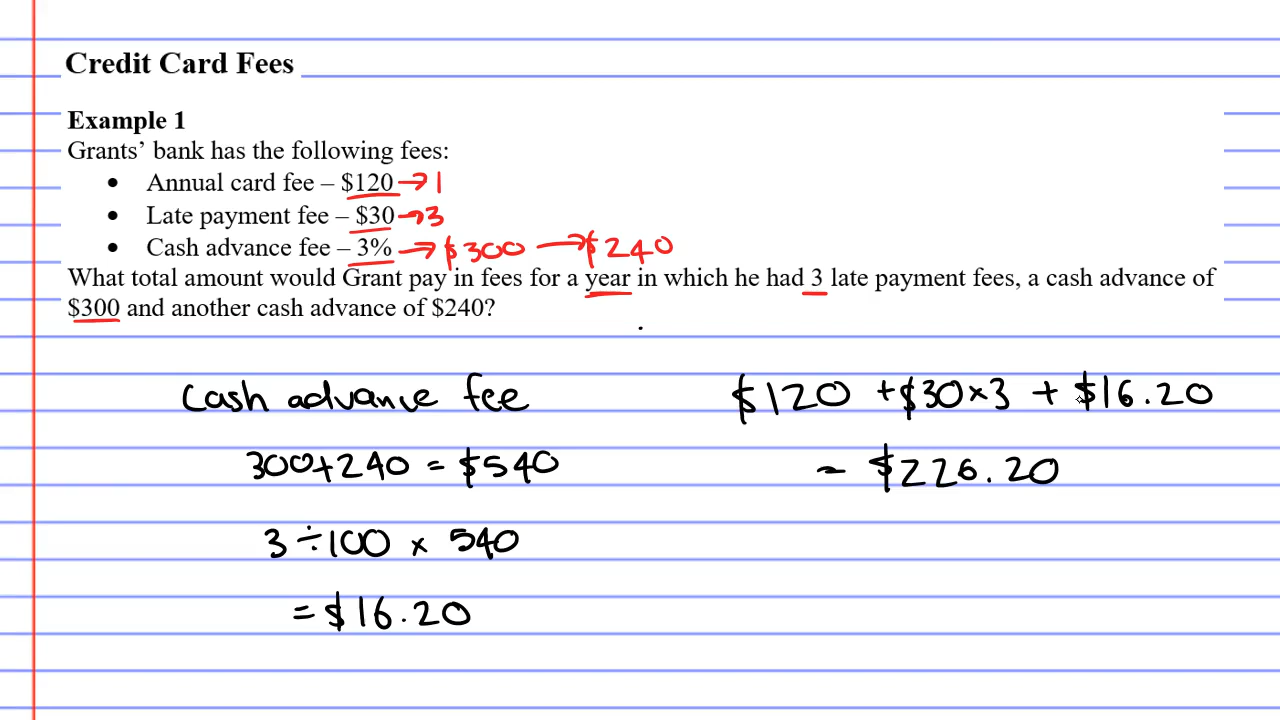 Credit Card Fees
Example 1
Grants' bank has the following fees:
• Annual card fee – $120 → 1
• Late payment fee – $30 → 3
• Cash advance fee – 3% → $300 → $240
What total amount would Grant pay in fees for a year in which he had 3 late payment fees, a cash advance of
$300 and another cash advance of $240?
Cash advance fee
300+240 = $540
3 ÷ 100 × 540
= $16.20
$120 + $30×3 + $16.20
= $226.20